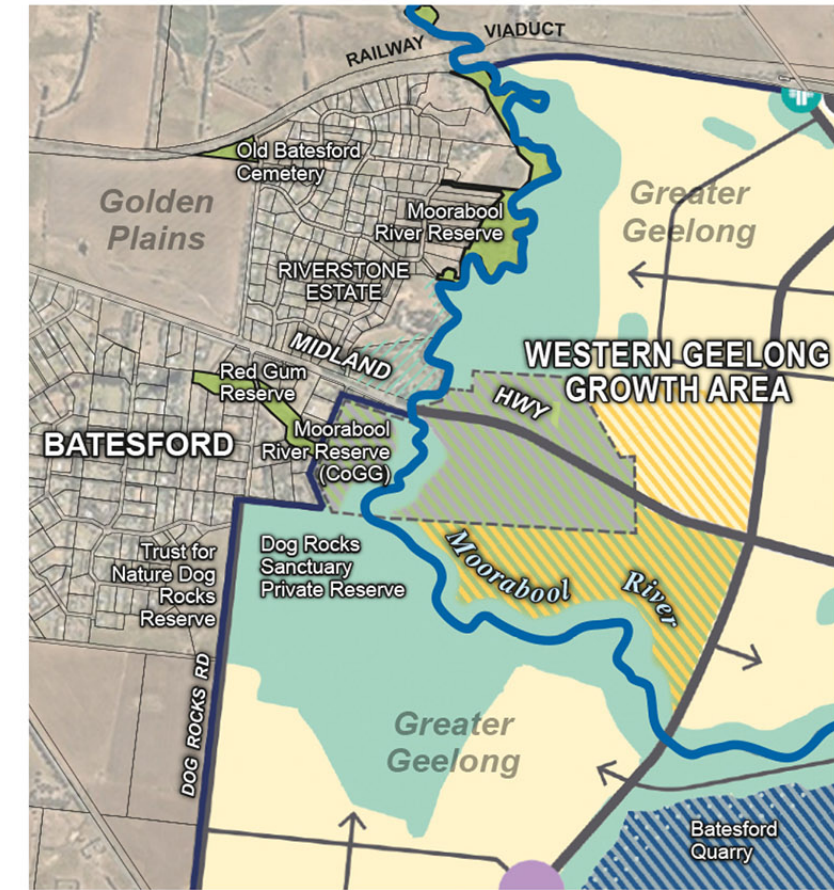 RAILWAY
VIADUCT
Old Batesford
Cemetery
Golden
Plains
Greater
Geelong
Moorabool
River Reserve
RIVERSTONE
ESTATE
MIDLAND
WESTERN GEELONG
GROWTH AREA
Red Gum
Reserve
HWY
BATESFORD
Moorabool
River Reserve
(CoGG)
Trust for
Nature Dog
Rocks
Reserve
Dog Rocks
Sanctuary
Private Reserve
Moorabool
River
DOG ROCKS RD
Greater
Geelong
Batesford
Quarry